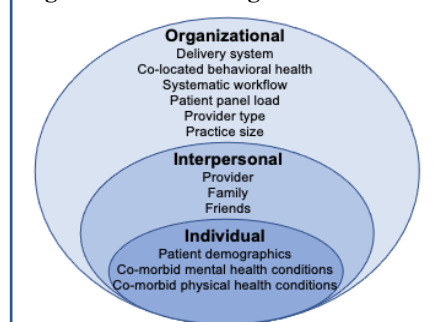 Organizational
Delivery system
Co-located behavioral health
Systematic workflow
Patient panel load
Provider type
Practice size
Interpersonal
Provider
Family
Friends
Individual
Patient demographics
Co-morbid mental health conditions
Co-morbid physical health conditions